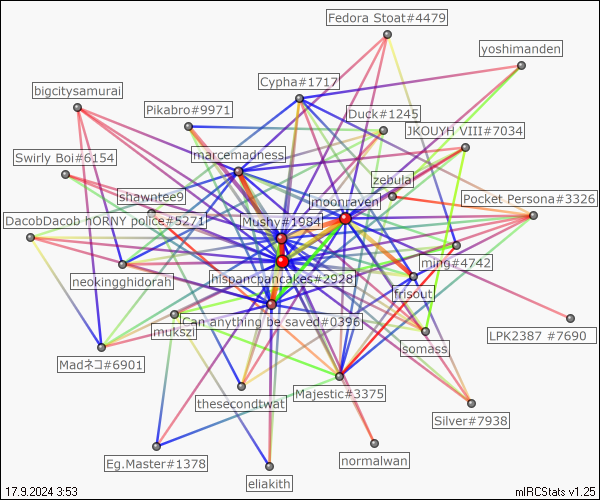 Fedora Stoat#4479
yoshimanden
Cypha#1717
bigcitysamurai
Pikabro#9971
Duck#1245
JKOUYH VIII#7034
marcemadness
Swirly Boi#6154
zebula
shawntee9
jmoonraven
Pocket Persona#3326
DacobDacob hORNY police#5271
Mushy#1984
ming#4742
neokingghidorah
hispancpancakes#2928
frisout
mukszi
Can anything be saved#0396
somass
LPK2387 #7690
Madネコ#6901
Majestic#3375
thesecondtwat
Silver#7938
Eg.Master#1378
normalwan
eliakith
17.9.2024 3:53
mIRCStats v1.25